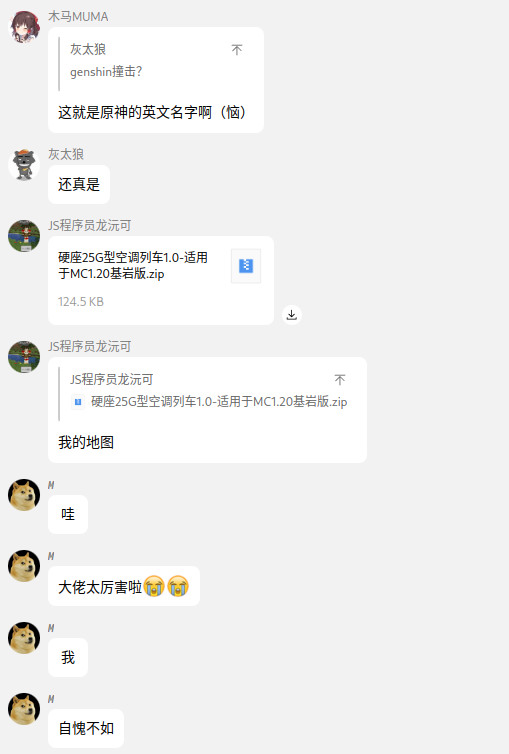 木马MUMA
灰太狼
genshin撞击?
这就是原神的英文名字啊（恼）
灰太狼
还真是
JS程序员龙沅可
硬座25G型空调列车1.0-适用
于MC1.20基岩版.zip
124.5 KB
JS程序员龙沅可
JS程序员龙沅可
硬座25G型空调列车1.0-适用于MC1.20基岩版.zip
我的地图
M
哇
M
大佬太厉害啦😭😭
M
我
M
自愧不如